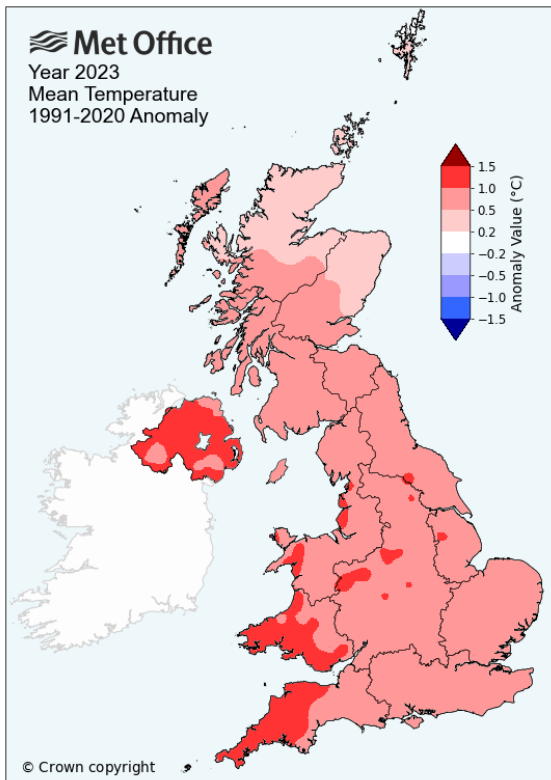 Met Office
Year 2023
Mean Temperature
1991-2020 Anomaly
1.5
1.0
0.5
0.2
−0.2
−0.5
−1.0
−1.5
Anomaly Value (°C)
© Crown copyright